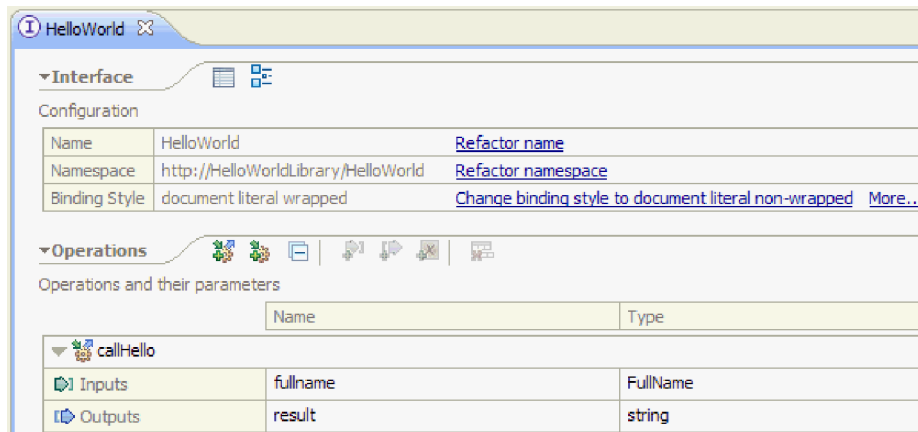 HelloWorld
Interface
Configuration
Name HelloWorld Refactor name
Namespace http://HelloWorldLibrary/HelloWorld Refactor namespace
Binding Style document literal wrapped Change binding style to document literal non-wrapped More..
Operations
Operations and their parameters
Name Type
callHello
Inputs fullname FullName
Outputs result string